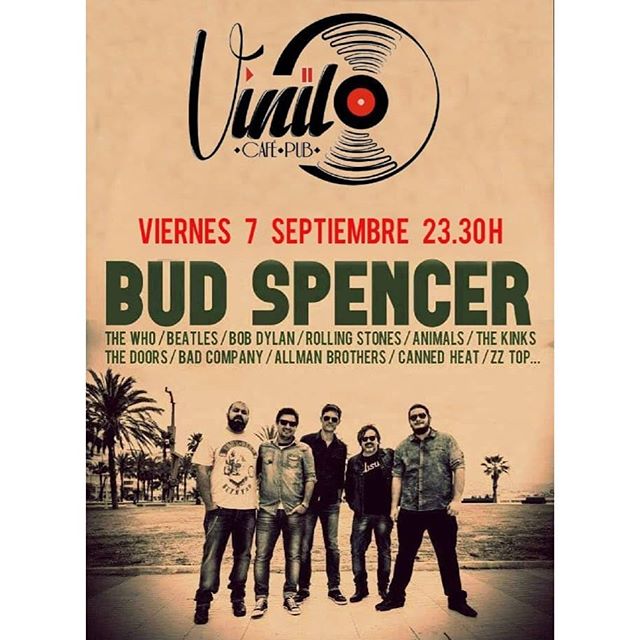 Vinilo
CAFÉ PUB
VIERNES 7 SEPTIEMBRE 23.30H
BUD SPENCER
THE WHO / BEATLES / BOB DYLAN / ROLLING STONES / ANIMALS / THE KINKS
THE DOORS / BAD COMPANY / ALLMAN BROTHERS / CANNED HEAT / ZZ TOP...